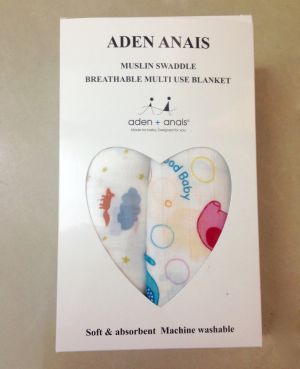 ADEN ANAIS
MUSLIN SWADDLE
BREATHABLE MULTI USE BLANKET
aden + anais®
Made for baby. Designed for you.
ood Baby
Soft & absorbent Machine washable